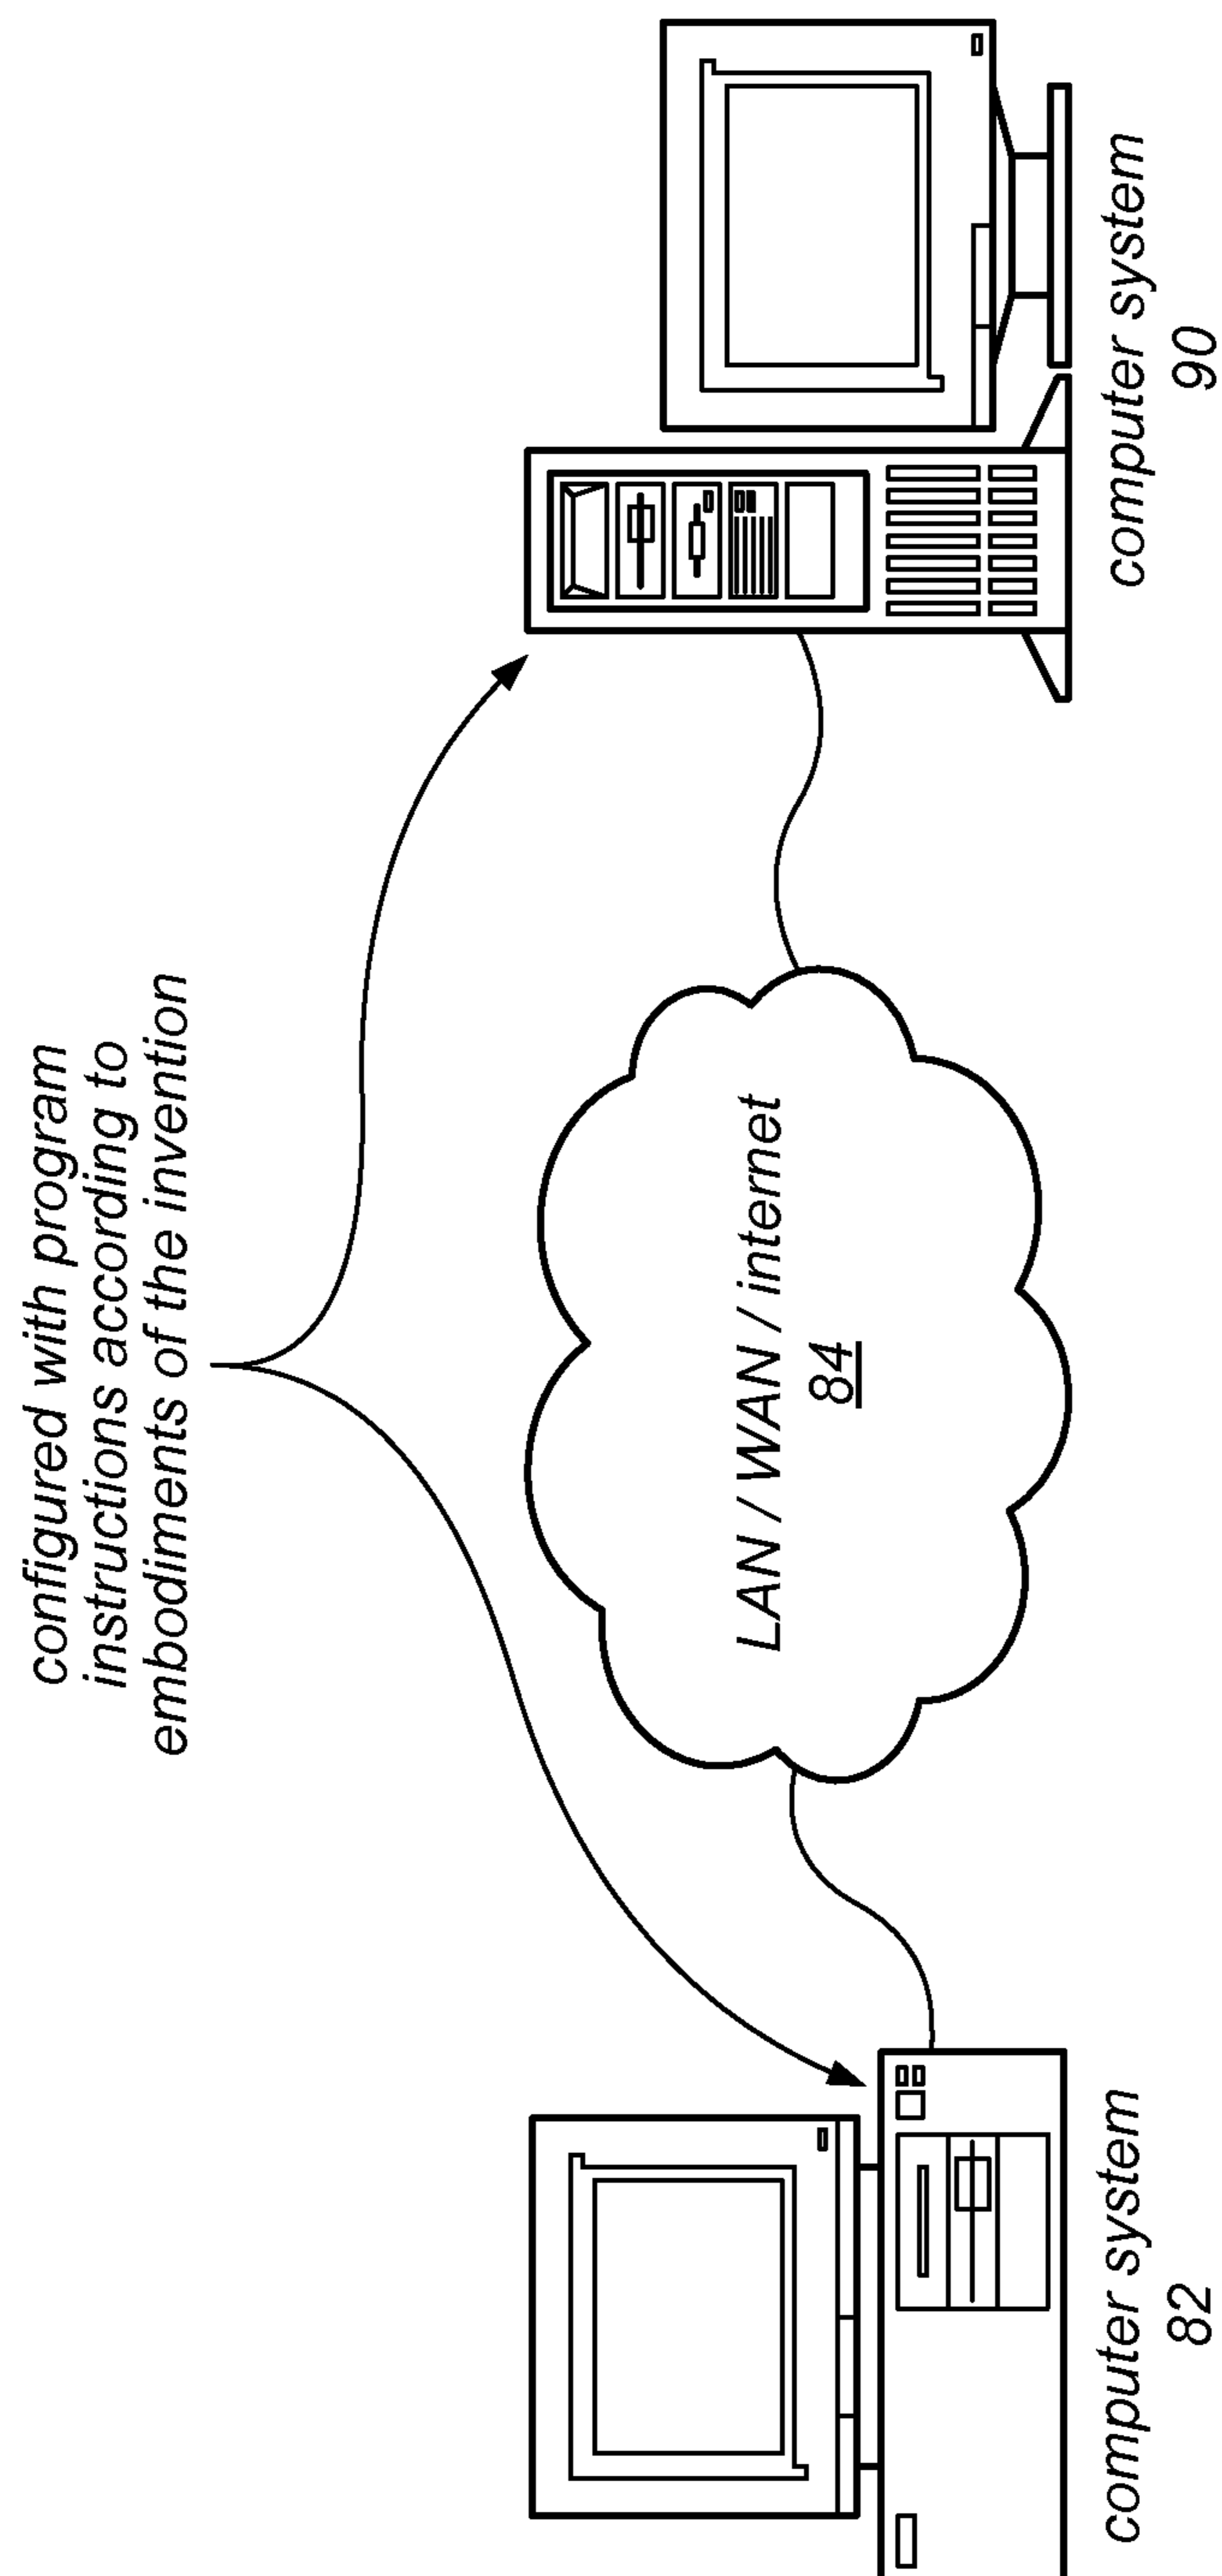 configured with program
instructions according to
embodiments of the invention
LAN / WAN / internet
84
computer system
82
computer system
90